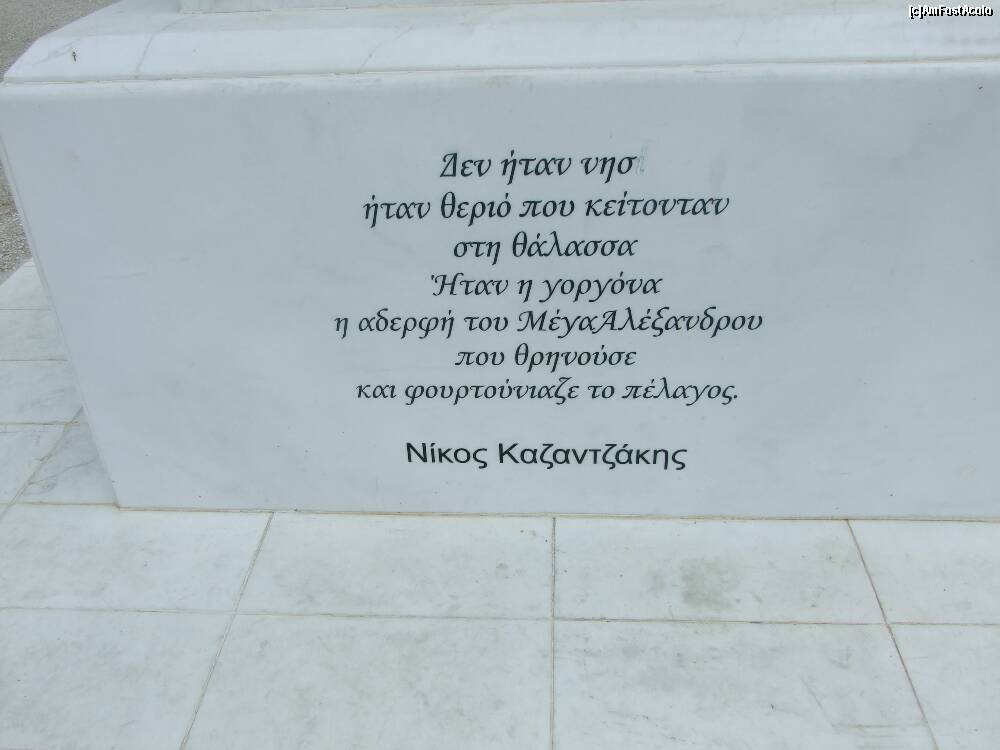 [c]AmFostAcolo
Δεν ήταν νησ
ήταν θεριό που κείτονταν
στη θάλασσα
Ήταν η γοργόνα
η αδερφή του ΜέγαΑλέξανδρου
που θρηνούσε
και φουρτούνιαζε το πέλαγος.
Νίκος Καζαντζάκης